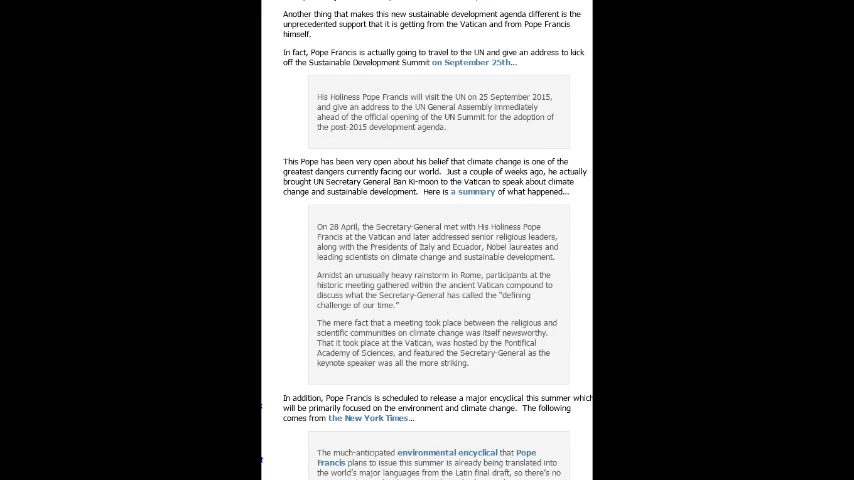 Another thing that makes this new sustainable development agenda different is the
unprecedented support that it is getting from the Vatican and from Pope Francis
himself.
In fact, Pope Francis is actually going to travel to the UN and give an address to kick
off the Sustainable Development Summit on September 25th...
His Holiness Pope Francis will visit the UN on 25 September 2015,
and give an address to the UN General Assembly immediately
ahead of the official opening of the UN Summit for the adoption of
the post-2015 development agenda.
This Pope has been very open about his belief that climate change is one of the
greatest dangers currently facing our world. Just a couple of weeks ago, he actually
brought UN Secretary General Ban Ki-moon to the Vatican to speak about climate
change and sustainable development. Here is a summary of what happened...
On 28 April, the Secretary-General met with His Holiness Pope
Francis at the Vatican and later addressed senior religious leaders,
along with the Presidents of Italy and Ecuador, Nobel laureates and
leading scientists on climate change and sustainable development.
Amidst an unusually heavy rainstorm in Rome, participants at the
historic meeting gathered within the ancient Vatican compound to
discuss what the Secretary-General has called the “defining
challenge of our time.”
The mere fact that a meeting took place between the religious and
scientific communities on climate change was itself newsworthy.
That it took place at the Vatican, was hosted by the Pontifical
Academy of Sciences, and featured the Secretary-General as the
keynote speaker was all the more striking.
In addition, Pope Francis is scheduled to release a major encyclical this summer which
will be primarily focused on the environment and climate change. The following
comes from the New York Times...
The much-anticipated environmental encyclical that Pope
Francis plans to issue this summer is already being translated into
the world's major languages from the Latin final draft, so there's no